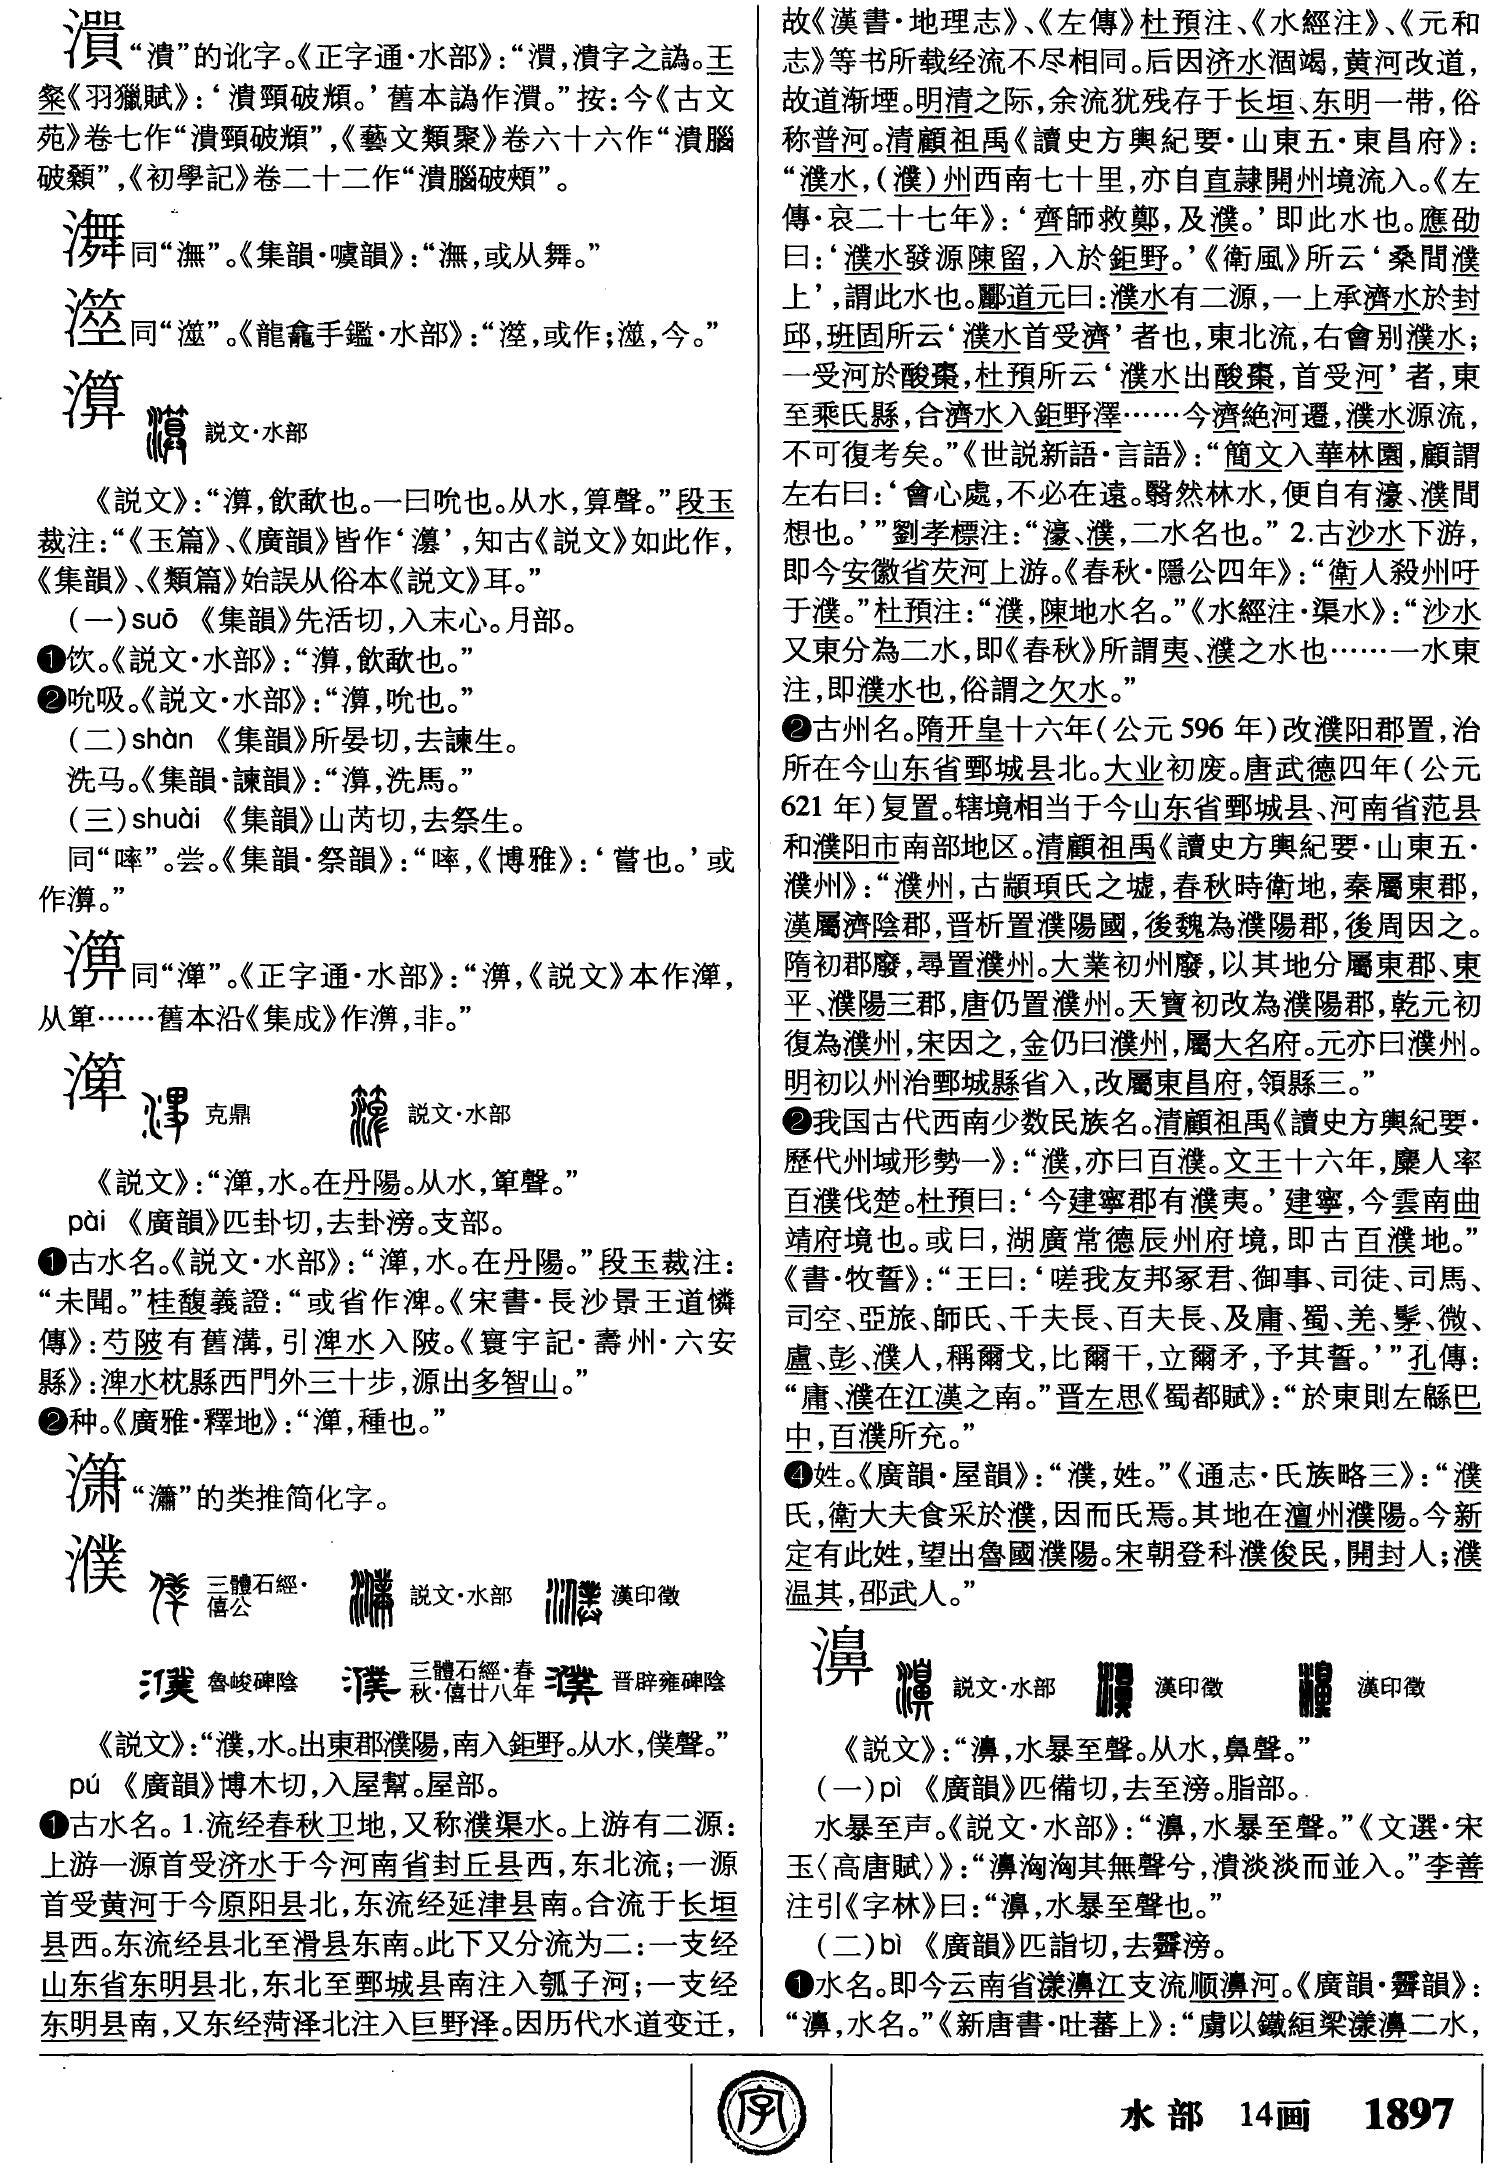 濵“濆”的讹字。《正字通·水部》:“濵,濆字之譌。王
粲《羽獵賦》:‘濆頸破頬。’舊本譌作濵。”按:今《古文
苑》卷七作“潰頸破頬”,《藝文類聚》卷六十六作“潰腦
破顙”,《初學記》卷二十二作“潰腦破頰”。
㵲同“潕”。《集韻·噳韻》:“潕,或从舞。”
同“澨”。《龍龕手鑑·水部》:“或作;澨,今。”
説文·水部
《説文》:“,飲歃也。一曰吮也。从水,算聲。”段玉
裁注:“《玉篇》、《廣韻》皆作‘灥’,知古《説文》如此作,
《集韻》、《類篇》始誤从俗本《説文》耳。”
(一)suō 《集韻》先活切,入末心。月部。
❶饮。《説文·水部》:“,飲歃也。”
❷吮吸。《説文·水部》:“,吮也。”
(二)shàn 《集韻》所晏切,去諫生。
洗马。《集韻·諫韻》:“,洗馬。”
(三)shuài 《集韻》山芮切,去祭生。
同“啐”。尝。《集韻·祭韻》:“啐,《博雅》:‘嘗也。’或
作。”
同“”。《正字通·水部》:“,《説文》本作,
从箄……舊本沿《集成》作,非。”
克鼎 説文·水部
《説文》:“,水。在丹陽。从水,箄聲。”
pài 《廣韻》匹卦切,去卦滂。支部。
❶古水名。《説文·水部》:“,水。在丹陽。”段玉裁注:
“未聞。”桂馥義證:“或省作渒。《宋書·長沙景王道憐
傳》:芍陂有舊溝,引渒水入陂。《寰宇記·壽州·六安
縣》:渒水枕縣西門外三十步,源出多智山。”
❷种。《廣雅·釋地》:“,種也。”
“灊”的类推简化字。
濮 三體石經·僖公 説文·水部 漢印徵
魯峻碑陰 三體石經·春秋·僖廿八年 晋辟雍碑陰
《説文》:“濮,水。出東郡濮陽,南入鉅野。从水,僕聲。”
pú 《廣韻》博木切,入屋幫。屋部。
❶古水名。1.流经春秋卫地,又称濮渠水。上游有二源:
上游一源首受济水于今河南省封丘县西,东北流;一源
首受黄河于今原阳县北,东流经延津县南。合流于长垣
县西。东流经县北至滑县东南。此下又分流为二:一支经
山东省东明县北,东北至鄄城县南注入瓠子河;一支经
东明县南,又东经菏泽北注入巨野泽。因历代水道变迁,
故《漢書·地理志》、《左傳》杜預注、《水經注》、《元和
志》等书所载经流不尽相同。后因济水涸竭,黄河改道,
故道渐堙。明清之际,余流犹残存于长垣、东明一带,俗
称普河。清顧祖禹《讀史方輿紀要·山東五·東昌府》:
“濮水,(濮)州西南七十里,亦自直隷開州境流入。《左
傳·哀二十七年》:‘齊師救鄭,及濮。’即此水也。應劭
曰:‘濮水發源陳留,入於鉅野。’《衛風》所云‘桑間濮
上’,謂此水也。酈道元曰:濮水有二源,一上承濟水於封
邱,班固所云‘濮水首受濟’者也,東北流,右會别濮水;
一受河於酸棗,杜預所云‘濮水出酸棗,首受河’者,東
至乘氏縣,合濟水入鉅野澤……今濟絶河遷,濮水源流,
不可復考矣。”《世説新語·言語》:“簡文入華林園,顧謂
左右曰:‘會心處,不必在遠。翳然林水,便自有濠、濮間
想也。’”劉孝標注:“濠、濮,二水名也。”2.古沙水下游,
即今安徽省茨河上游。《春秋·隱公四年》:“衛人殺州吁
于濮。”杜預注:“濮,陳地水名。”《水經注·渠水》:“沙水
又東分為二水,即《春秋》所謂夷、濮之水也……一水東
注,即濮水也,俗謂之欠水。”
❷古州名。隋开皇十六年(公元596年)改濮阳郡置,治
所在今山东省鄄城县北。大业初废。唐武德四年(公元
621年)复置。辖境相当于今山东省鄄城县、河南省范县
和濮阳市南部地区。清顧祖禹《讀史方輿紀要·山東五·
濮州》:“濮州,古顓頊氏之墟,春秋時衛地,秦屬東郡,
漢屬濟陰郡,晋析置濮陽國,後魏為濮陽郡,後周因之。
隋初郡廢,尋置濮州。大業初州廢,以其地分屬東郡、東
平、濮陽三郡,唐仍置濮州。天寶初改為濮陽郡,乾元初
復為濮州,宋因之,金仍曰濮州,屬大名府。元亦曰濮州。
明初以州治鄄城縣省入,改屬東昌府,領縣三。”
❷我国古代西南少数民族名。清顧祖禹《讀史方輿紀要·
歷代州域形勢一》:“濮,亦曰百濮。文王十六年,麇人率
百濮伐楚。杜預曰:‘今建寧郡有濮夷。’建寧,今雲南曲
靖府境也。或曰,湖廣常德辰州府境,即古百濮地。”
《書·牧誓》:“王曰:‘嗟我友邦冢君、御事、司徒、司馬、
司空、亞旅、師氏、千夫長、百夫長、及庸、蜀、羌、髳、微、
盧、彭、濮人,稱爾戈,比爾干,立爾矛,予其誓。’”孔傳:
“庸、濮在江漢之南。”晋左思《蜀都賦》:“於東則左緜巴
中,百濮所充。”
❹姓。《廣韻·屋韻》:“濮,姓。”《通志·氏族略三》:“濮
氏,衛大夫食采於濮,因而氏焉。其地在澶州濮陽。今新
定有此姓,望出魯國濮陽。宋朝登科濮俊民,開封人;濮
温其,邵武人。”
濞 説文·水部 漢印徵 漢印徵
《説文》:“濞,水暴至聲。从水,鼻聲。”
(一)pì 《廣韻》匹備切,去至滂。脂部。
水暴至声。《説文·水部》:“濞,水暴至聲。”《文選·宋
玉〈高唐賦〉》:“濞洶洶其無聲兮,潰淡淡而並入。”李善
注引《字林》曰:“濞,水暴至聲也。”
(二)bì 《廣韻》匹詣切,去霽滂。
❶水名。即今云南省漾濞江支流顺濞河。《廣韻·霽韻》:
“濞,水名。”《新唐書·吐蕃上》:“虜以鐵絙梁漾濞二水,
字
水部 14画 1897